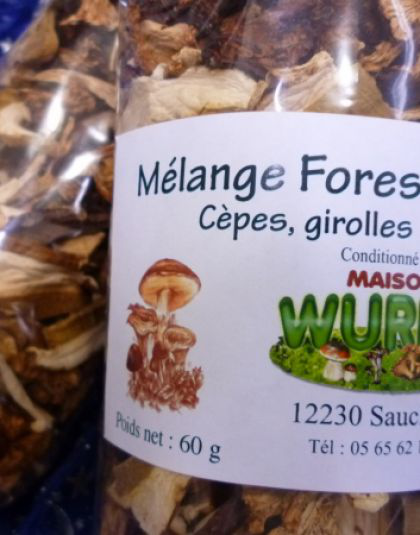 Mélange Fores
Cèpes, girolles
Conditionné
MAISO
WUR
12230 Sauc
Tél : 05 65 62
Poids net : 60 g